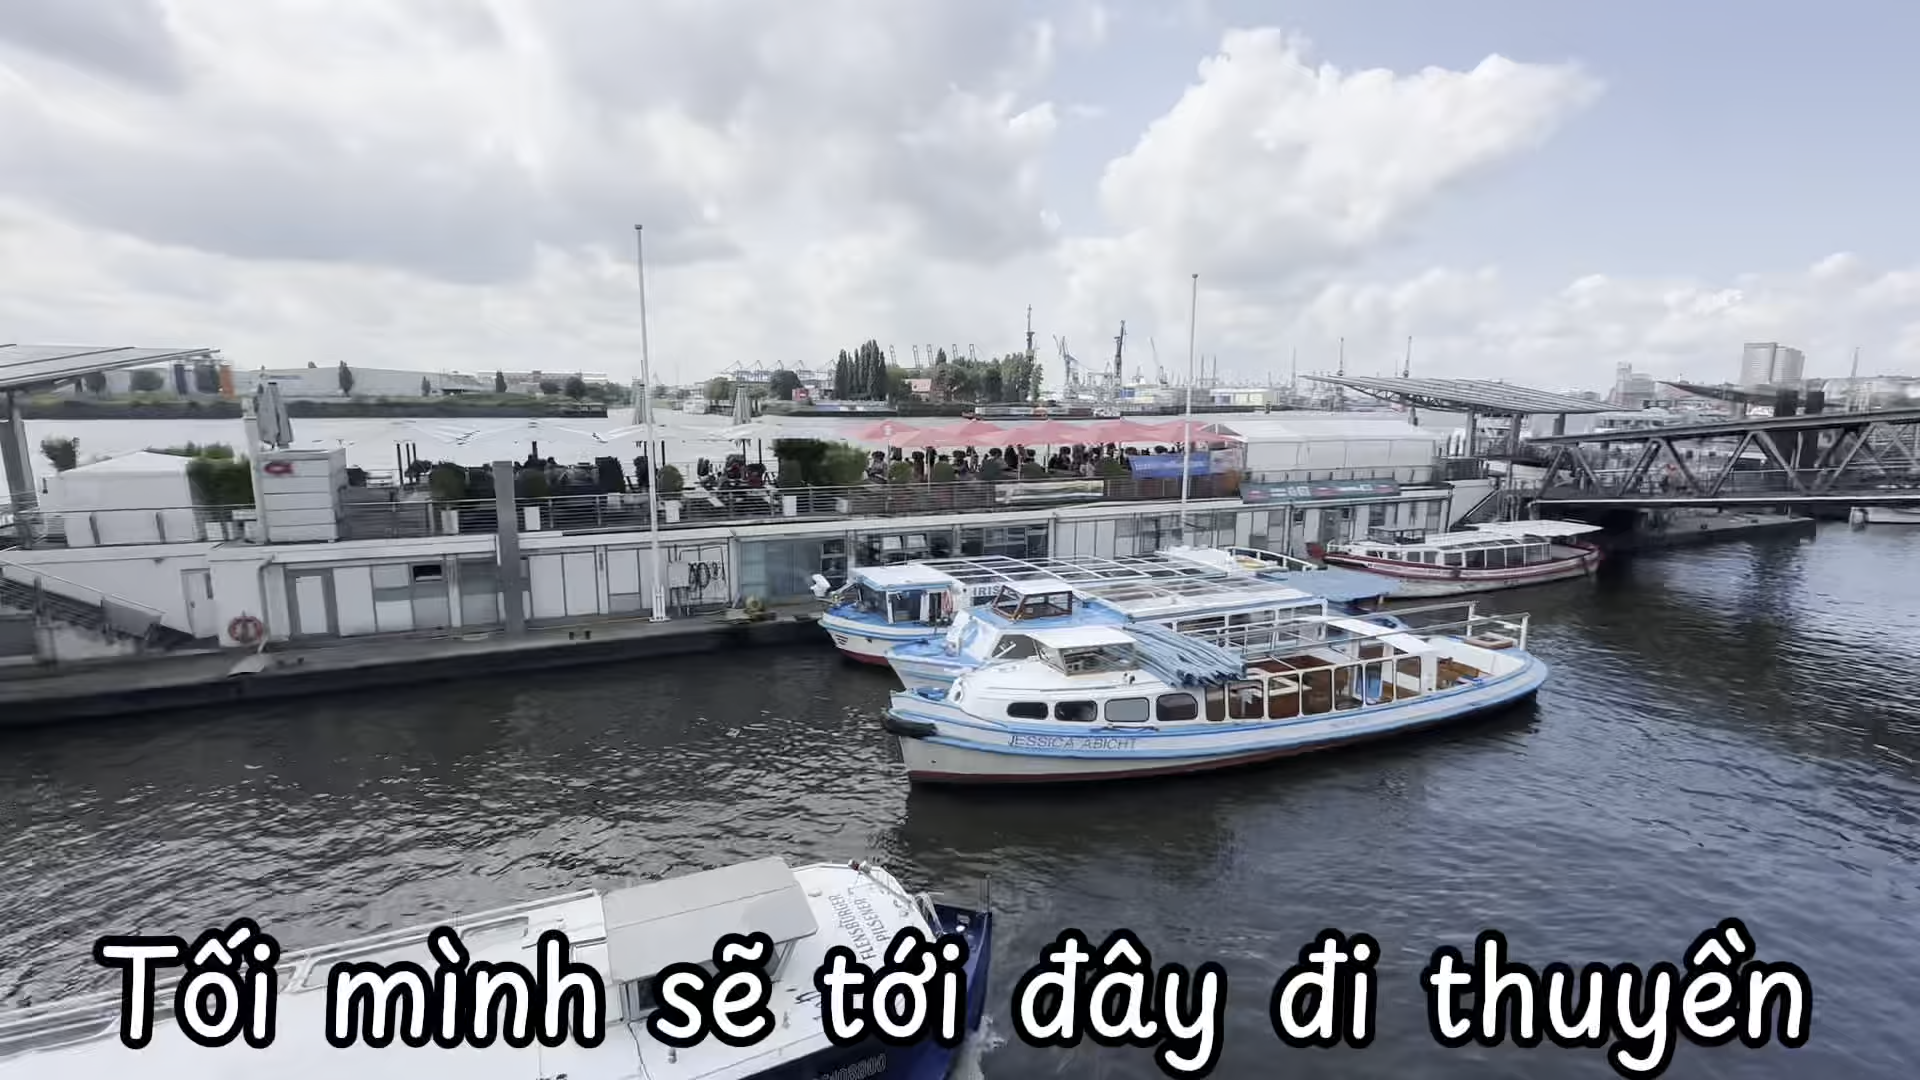 JESSICA ABICHT
FLENSBURGER
PILSENER
Tối mình sẽ tới đây đi thuyền